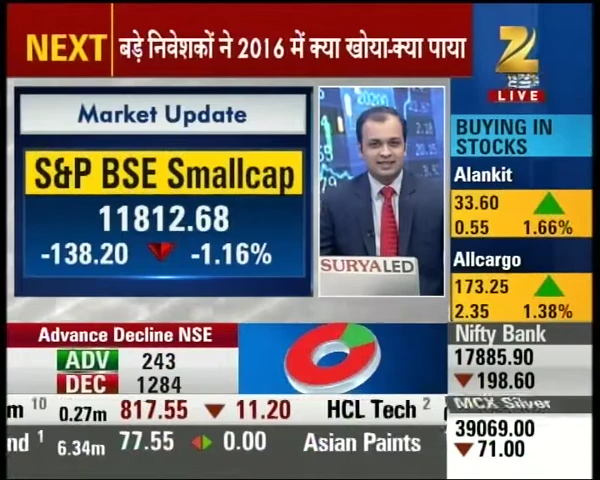 NEXT
बड़े निवेशकों ने 2016 में क्या खोया-क्या पाया
LIVE
Market Update
S&P BSE Smallcap
11812.68
-138.20 -1.16%
SURYA LED
BUYING IN
STOCKS
Alankit
33.60
0.55 1.66%
Allcargo
173.25
2.35 1.38%
Advance Decline NSE
ADV 243
DEC 1284
Nifty Bank
17885.90
198.60
MCX Silver
39069.00
71.00
m 10 0.27m 817.55 11.20 HCL Tech 2
nd 1 6.34m 77.55 0.00 Asian Paints